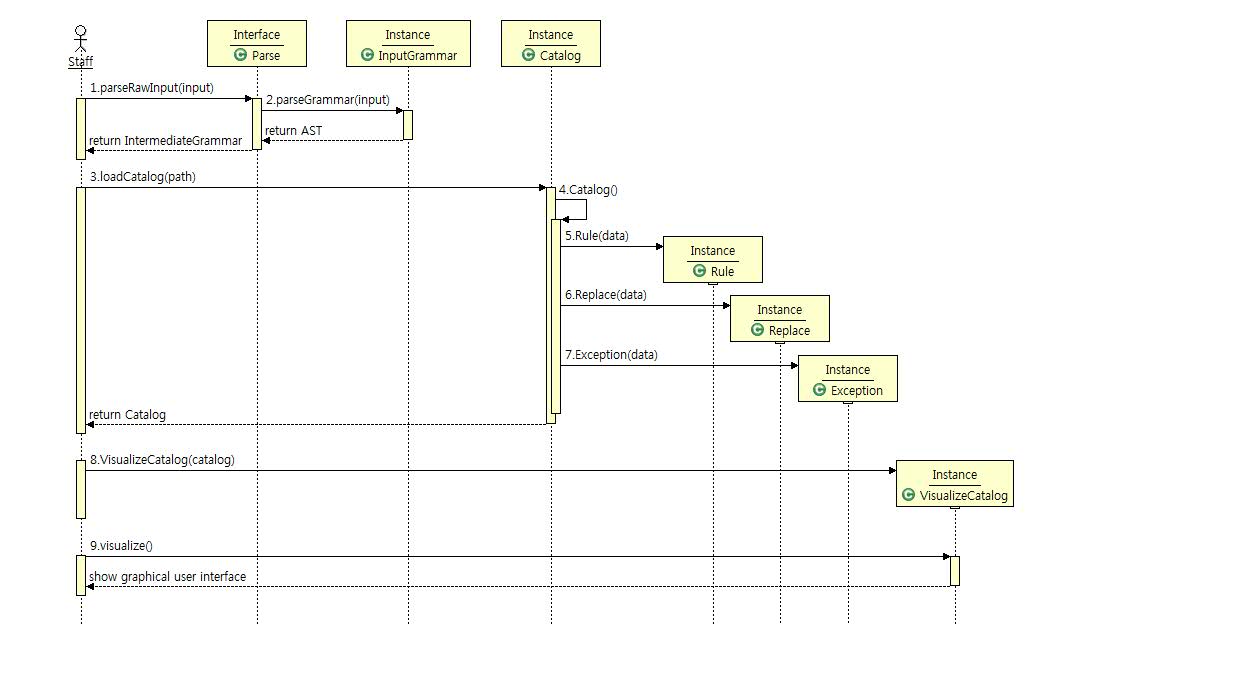 Staff
Interface
C Parse
Instance
C InputGrammar
Instance
C Catalog
1.parseRawInput(input)
2.parseGrammar(input)
return AST
return IntermediateGrammar
3.loadCatalog(path)
4.Catalog()
5.Rule(data)
Instance
C Rule
6.Replace(data)
Instance
C Replace
7.Exception(data)
Instance
C Exception
return Catalog
8.VisualizeCatalog(catalog)
Instance
C VisualizeCatalog
9.visualize()
show graphical user interface